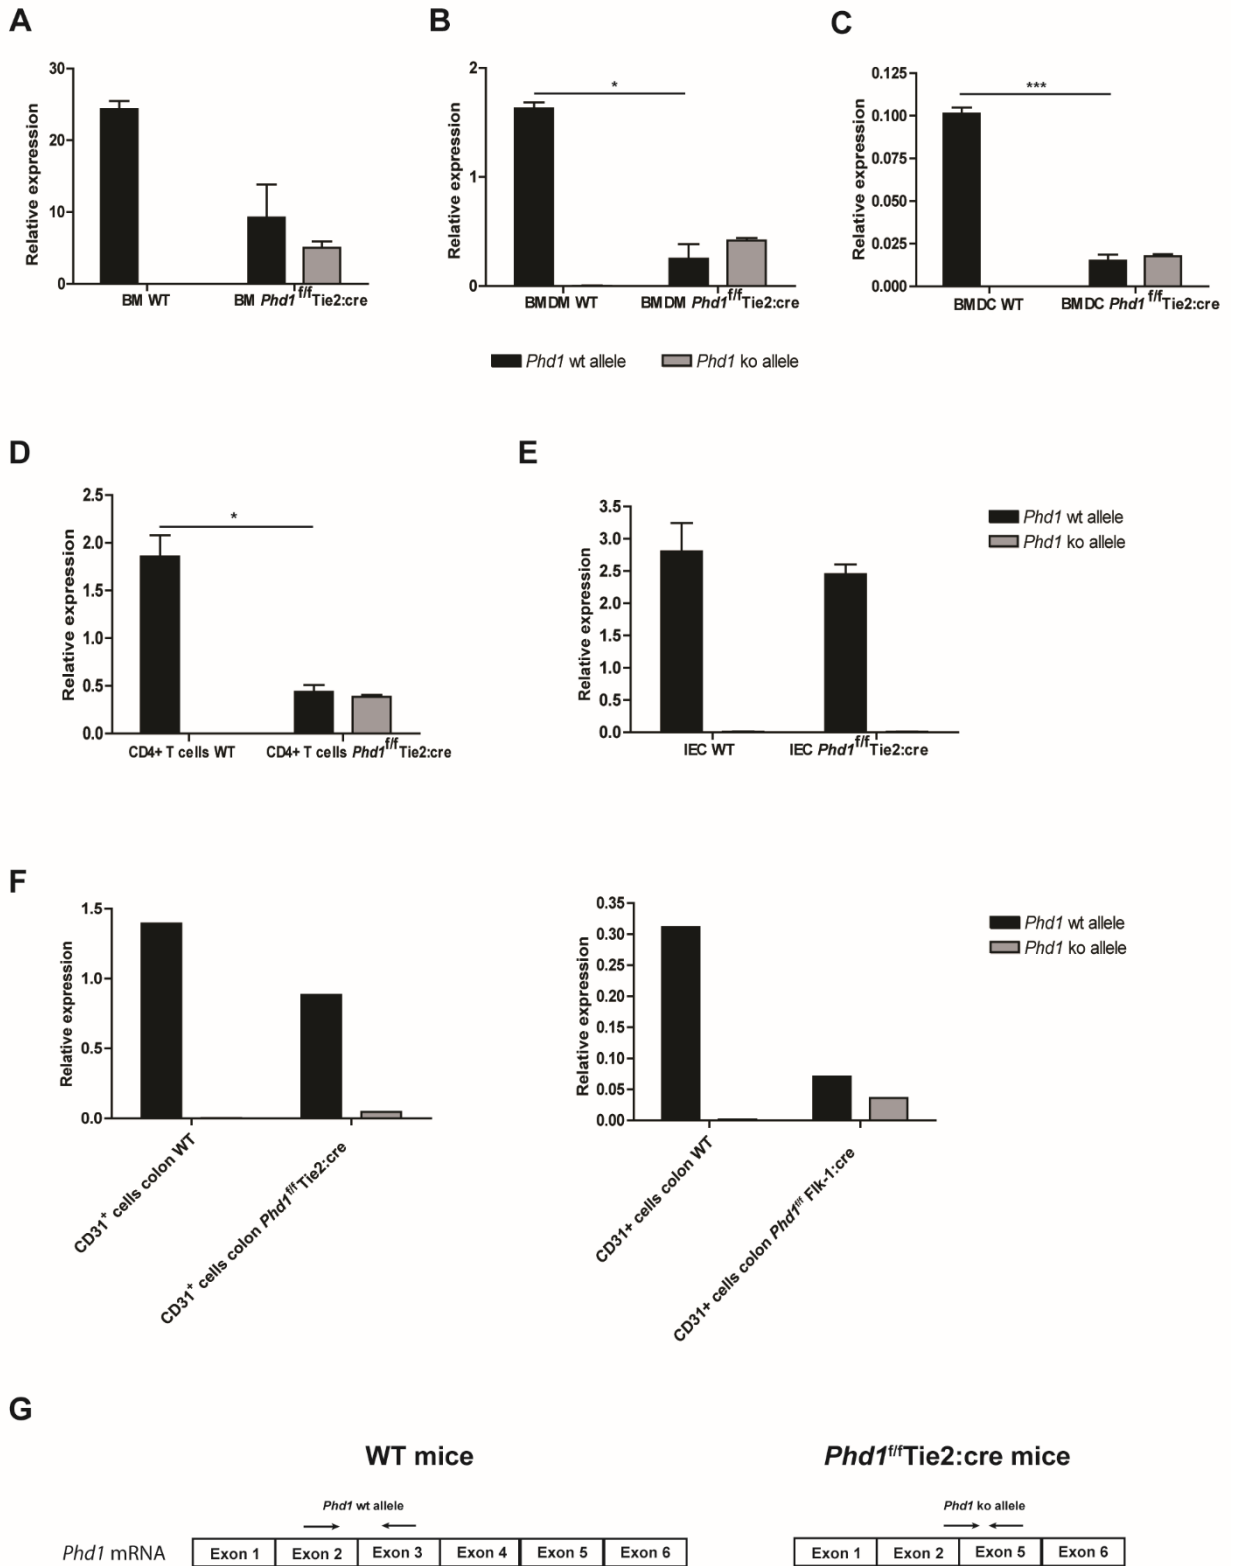 A
B
C
Relative expression
30
20
10
0
BM WT
BM Phd1f/fTie2:cre
Relative expression
2
1
0
*
BMDM WT
BMDM Phd1f/fTie2:cre
Relative expression
0.125
0.100
0.075
0.050
0.025
0.000
***
BMDC WT
BMDC Phd1f/fTie2:cre
Phd1 wt allele
Phd1 ko allele
D
E
Relative expression
2.5
2.0
1.5
1.0
0.5
0.0
*
CD4+ T cells WT
CD4+ T cells Phd1f/fTie2:cre
Relative expression
3.5
3.0
2.5
2.0
1.5
1.0
0.5
0.0
IEC WT
IEC Phd1f/fTie2:cre
Phd1 wt allele
Phd1 ko allele
F
Relative expression
1.5
1.0
0.5
0.0
CD31+ cells colon WT
CD31+ cells colon Phd1f/fTie2:cre
Relative expression
0.35
0.30
0.25
0.20
0.15
0.10
0.05
0.00
CD31+ cells colon WT
CD31+ cells colon Phd1f/f Flk-1:cre
Phd1 wt allele
Phd1 ko allele
G
WT mice
Phd1f/fTie2:cre mice
Phd1 wt allele
Phd1 ko allele
Phd1 mRNA
Exon 1
Exon 2
Exon 3
Exon 4
Exon 5
Exon 6
Exon 1
Exon 2
Exon 5
Exon 6